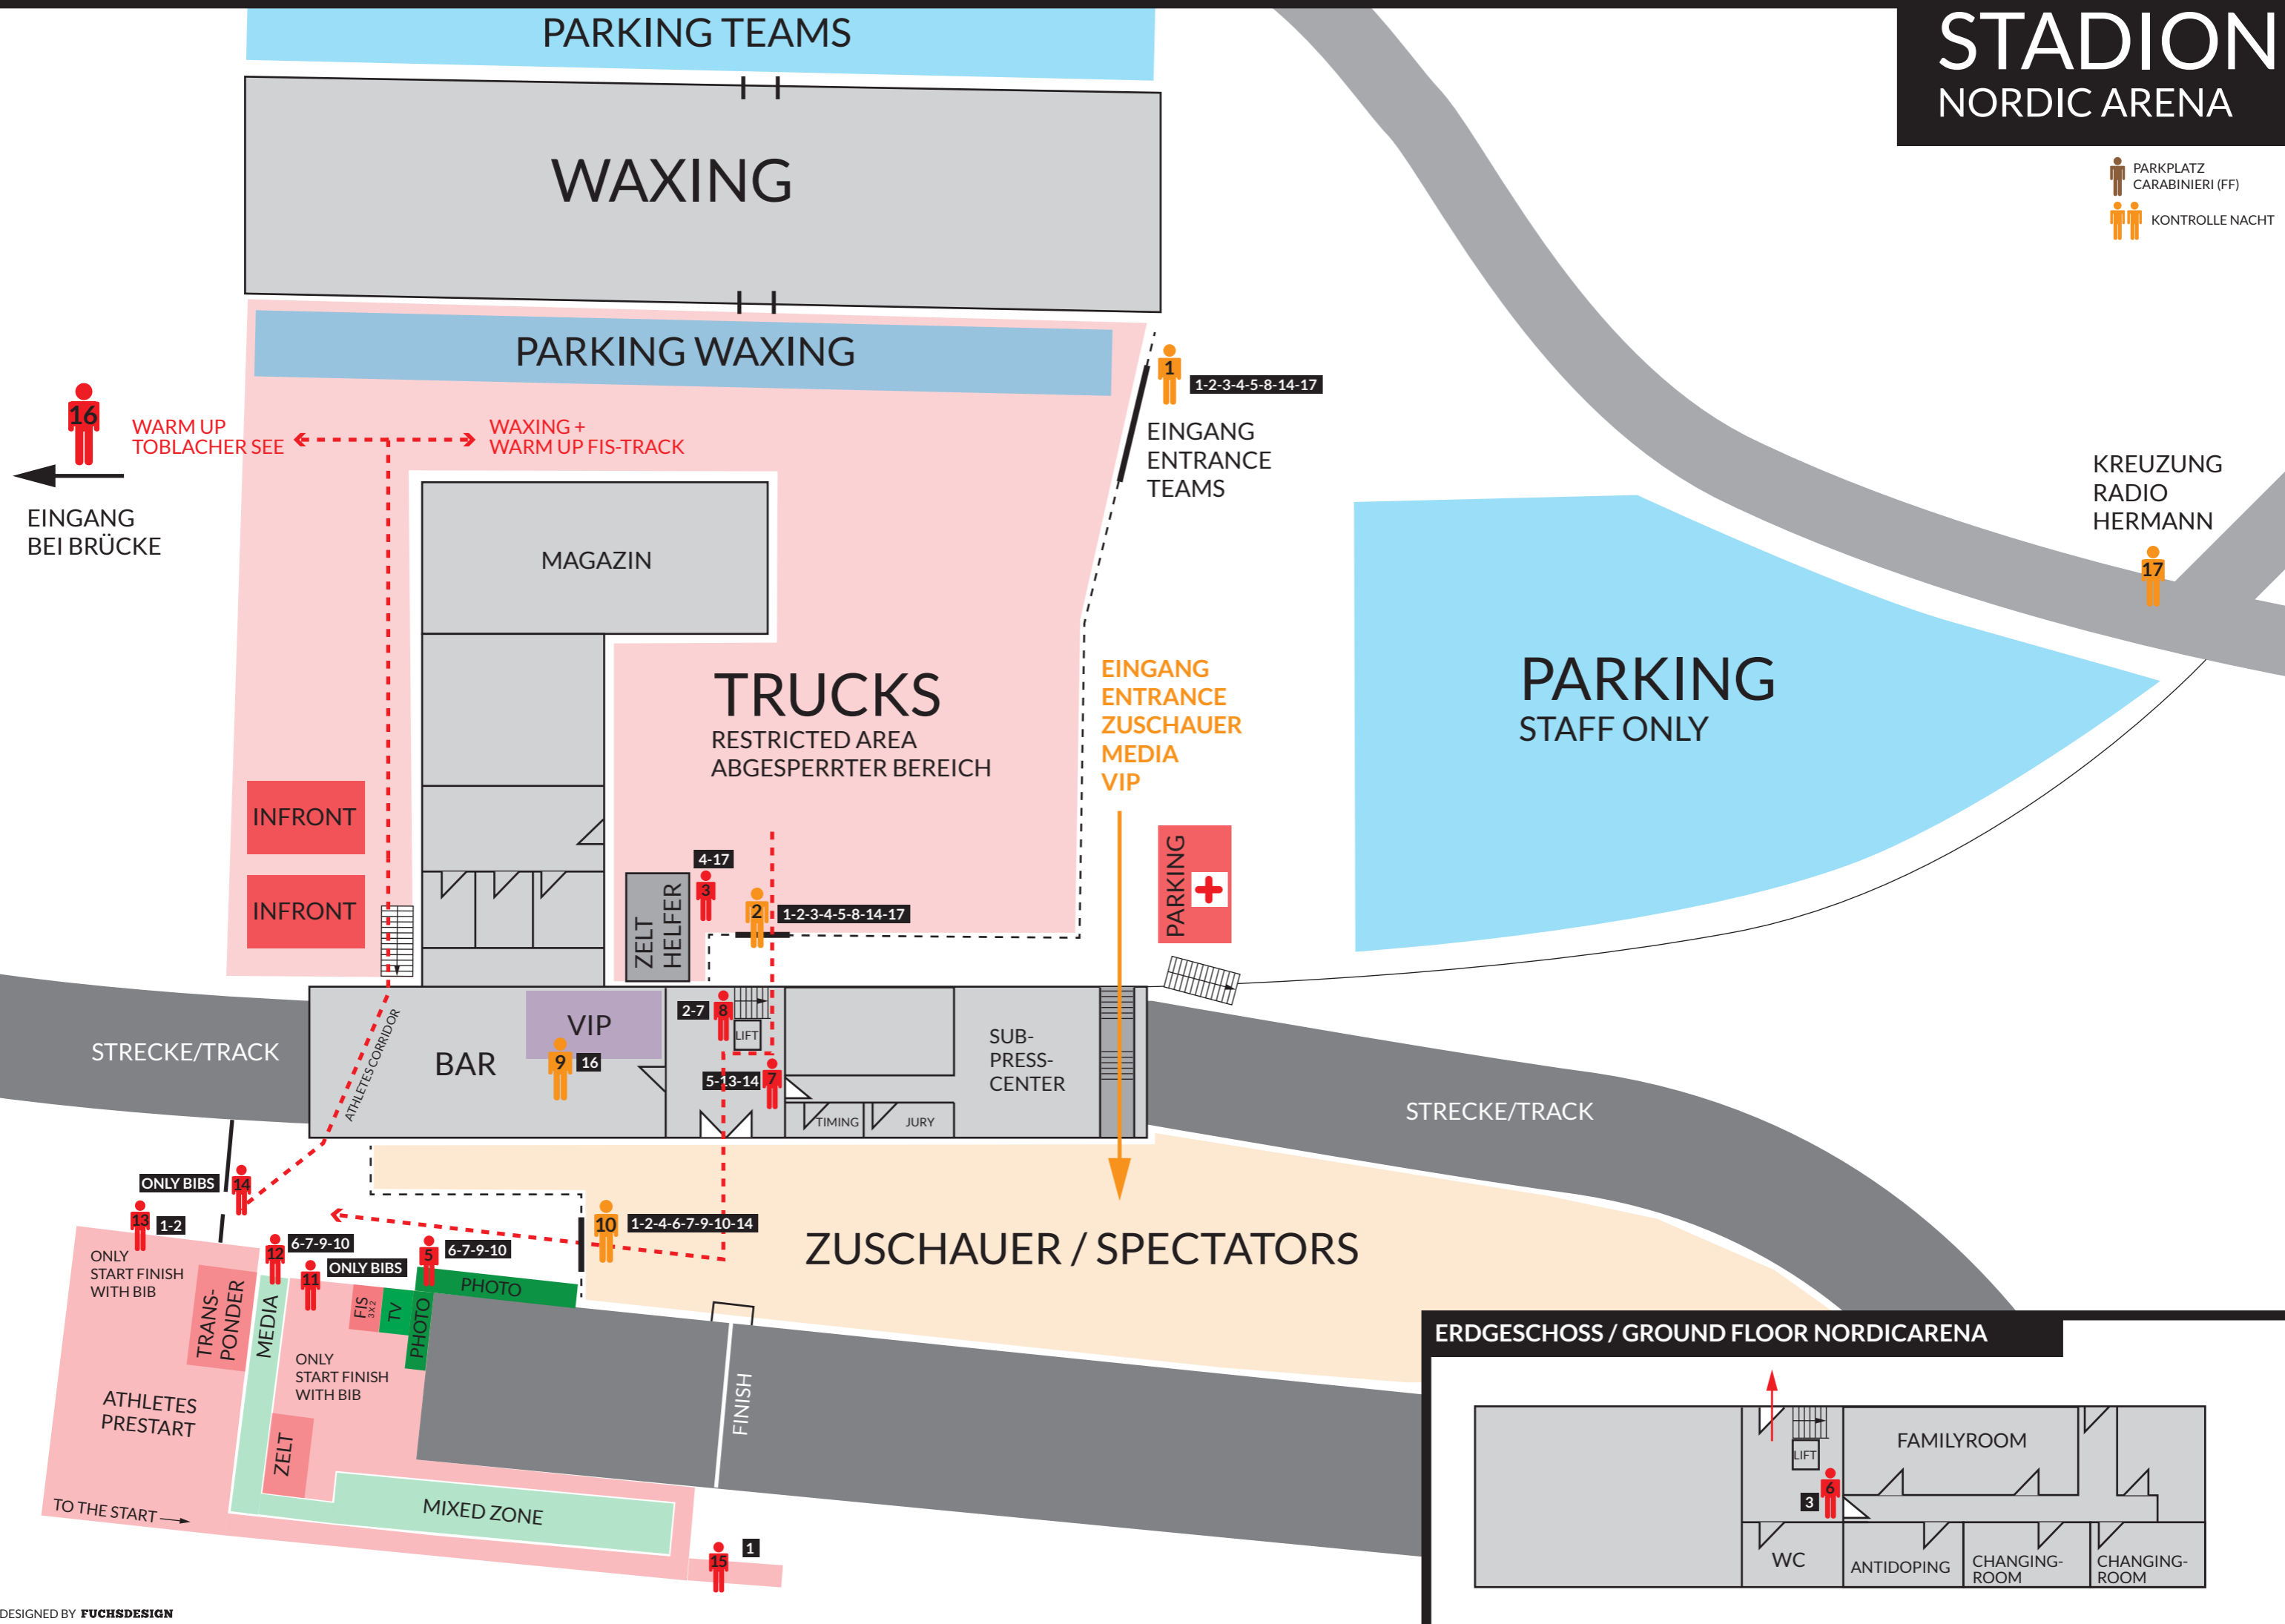 PARKING TEAMS
STADION
NORDIC ARENA
PARKPLATZ
CARABINIERI (FF)
KONTROLLE NACHT
WAXING
PARKING WAXING
1
1-2-3-4-5-8-14-17
EINGANG
ENTRANCE
TEAMS
16
WARM UP
TOBLACHER SEE
WAXING +
WARM UP FIS-TRACK
EINGANG
BEI BRÜCKE
KREUZUNG
RADIO
HERMANN
17
MAGAZIN
TRUCKS
RESTRICTED AREA
ABGESPERRTER BEREICH
EINGANG
ENTRANCE
ZUSCHAUER
MEDIA
VIP
PARKING
STAFF ONLY
INFRONT
INFRONT
4-17
3
ZELT
HELFER
2
1-2-3-4-5-8-14-17
PARKING
STRECKE/TRACK
ATHLETES CORRIDOR
BAR
VIP
9
16
2-7
8
LIFT
5-13-14
7
TIMING
JURY
SUB-
PRESS-
CENTER
STRECKE/TRACK
ONLY BIBS
14
13
1-2
12
6-7-9-10
11
ONLY BIBS
5
6-7-9-10
10
1-2-4-6-7-9-10-14
ZUSCHAUER / SPECTATORS
ONLY
START FINISH
WITH BIB
TRANS-
PONDER
MEDIA
FIS
3 X 2
TV
PHOTO
PHOTO
ONLY
START FINISH
WITH BIB
ATHLETES
PRESTART
ZELT
FINISH
TO THE START
MIXED ZONE
15
1
ERDGESCHOSS / GROUND FLOOR NORDICARENA
LIFT
FAMILYROOM
6
3
WC
ANTIDOPING
CHANGING-
ROOM
CHANGING-
ROOM
DESIGNED BY FUCHSDESIGN